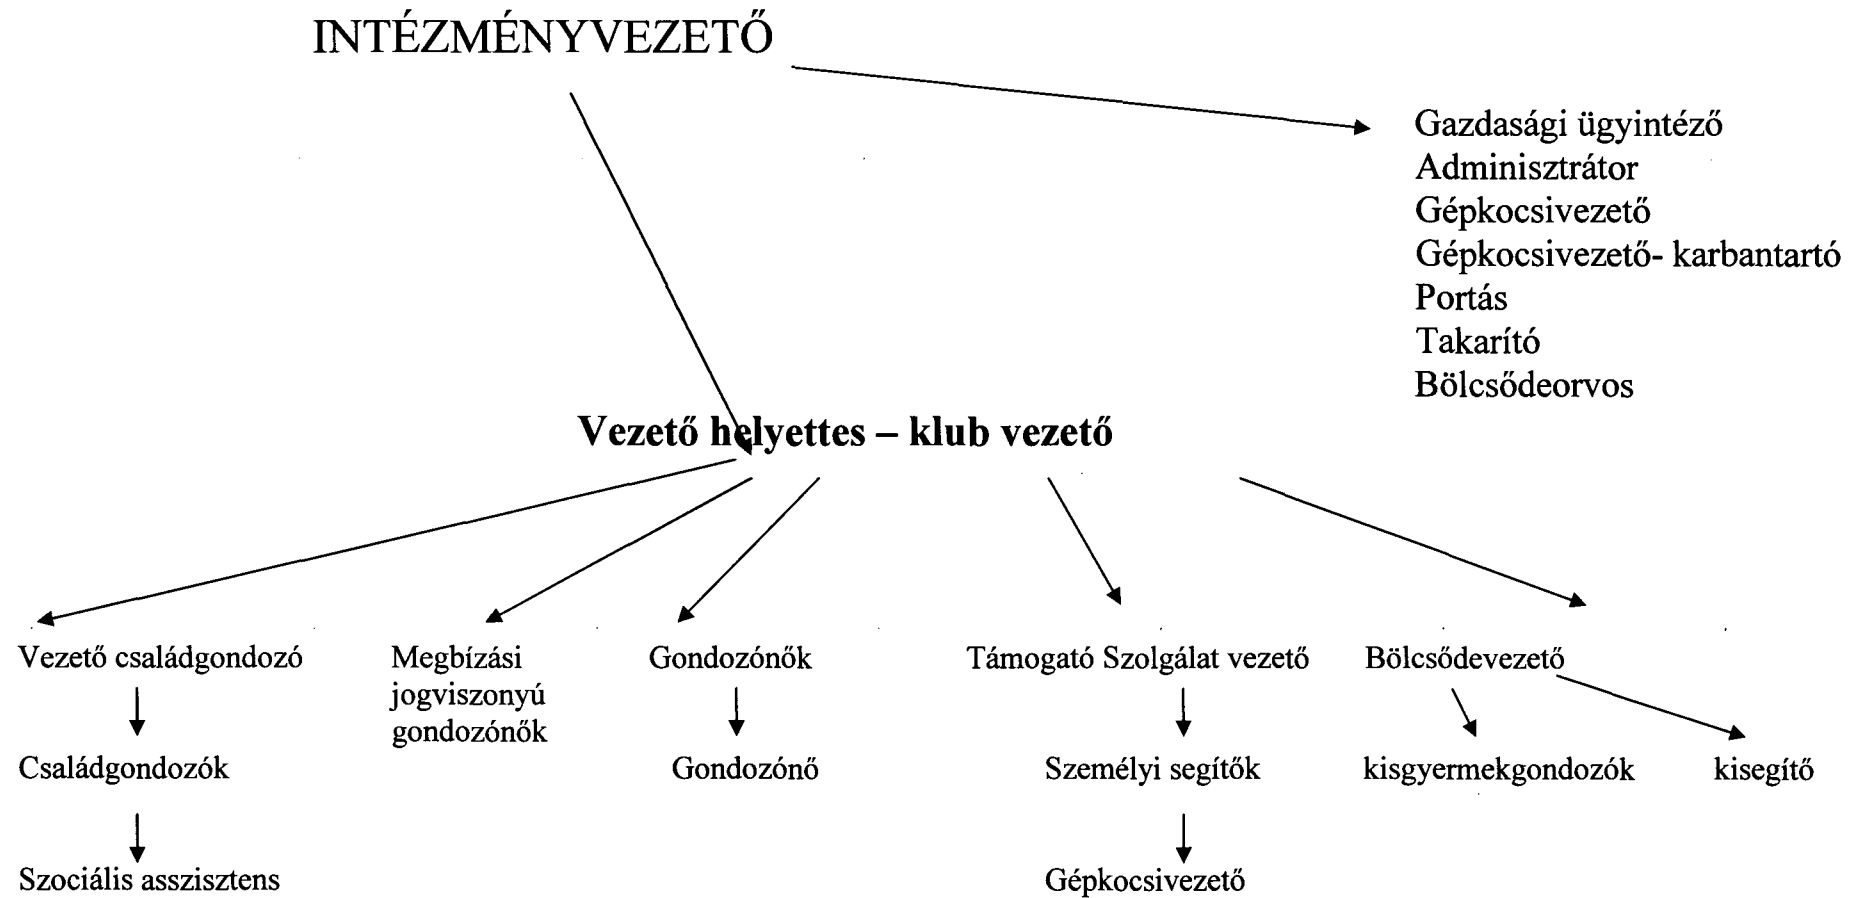 INTÉZMÉNYVEZETŐ
Gazdasági ügyintéző
Adminisztrátor
Gépkocsivezető
Gépkocsivezető- karbantartó
Portás
Takarító
Bölcsődeorvos
Vezető helyettes – klub vezető
Vezető családgondozó
Megbízási
jogviszonyú
gondozónők
Gondozónők
Támogató Szolgálat vezető
Bölcsődevezető
Családgondozók
Gondozónő
Személyi segítők
kisgyermekgondozók
kisegítő
Szociális asszisztens
Gépkocsivezető